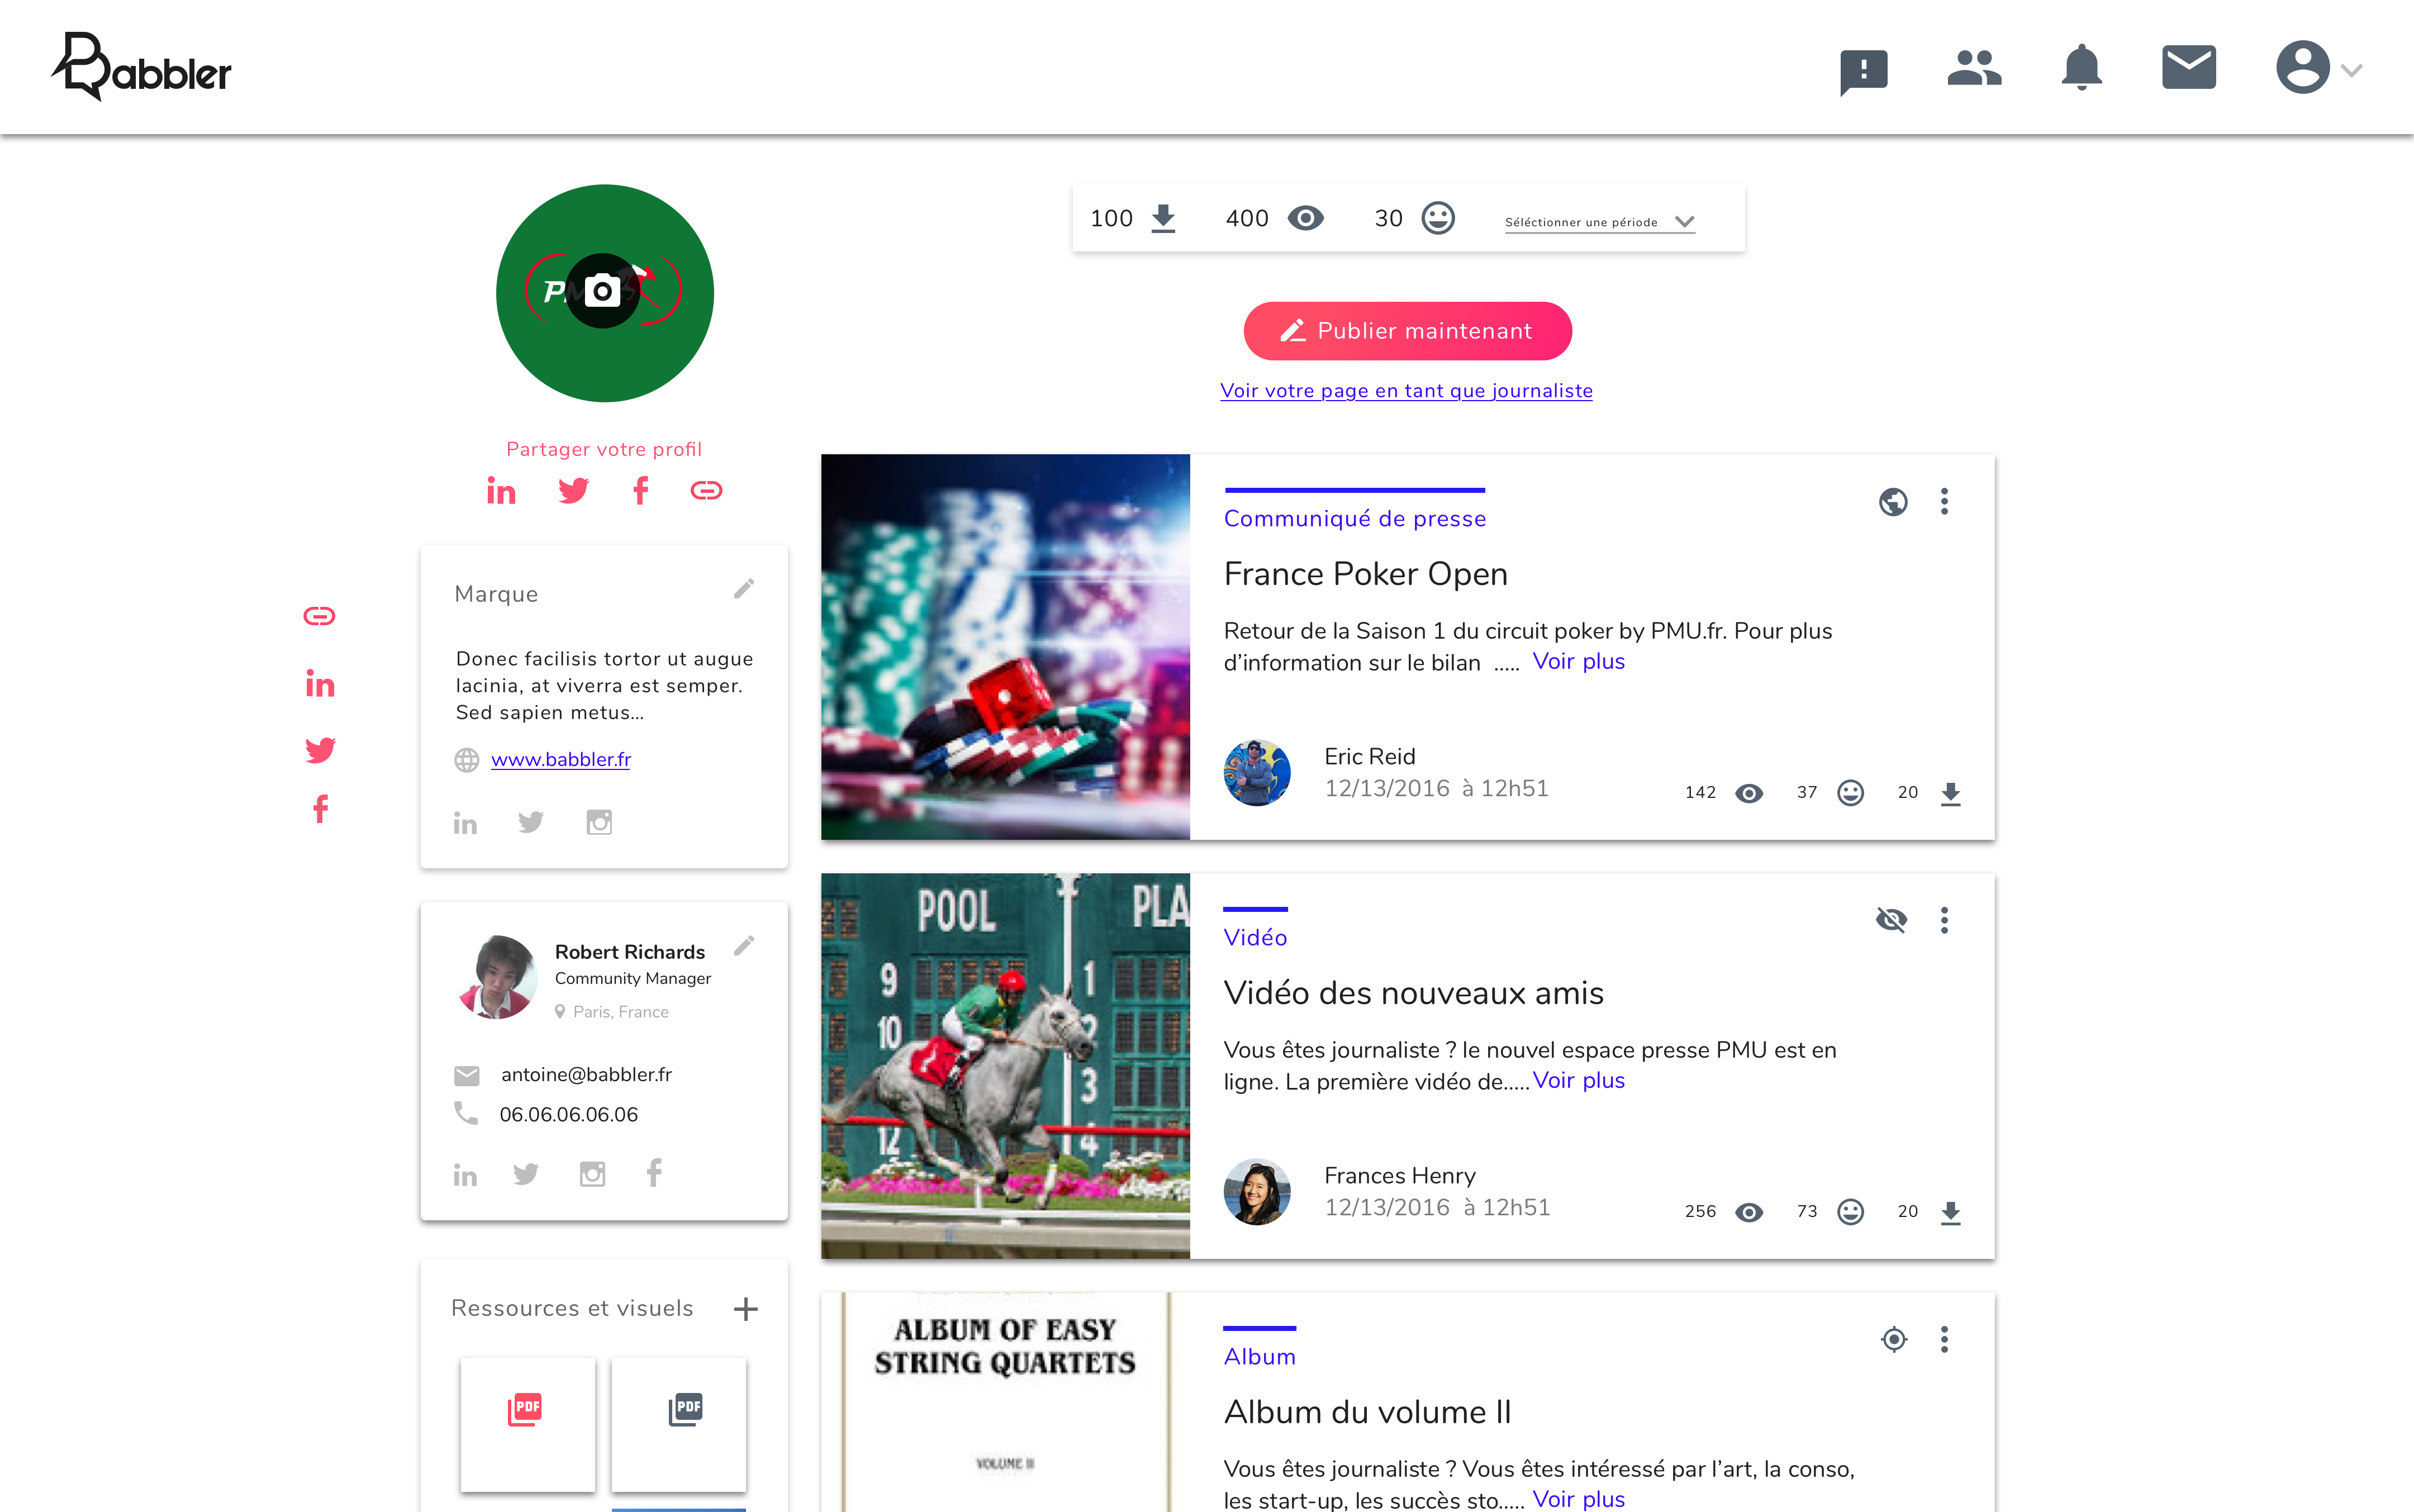 Babbler
100
400
30
Séléctionner une période
Publier maintenant
Voir votre page en tant que journaliste
Partager votre profil
Marque
Donec facilisis tortor ut augue
lacinia, at viverra est semper.
Sed sapien metus...
www.babbler.fr
Robert Richards
Community Manager
Paris, France
antoine@babbler.fr
06.06.06.06.06
Ressources et visuels
PDF
PDF
Communiqué de presse
France Poker Open
Retour de la Saison 1 du circuit poker by PMU.fr. Pour plus
d’information sur le bilan ..... Voir plus
Eric Reid
12/13/2016 à 12h51
142
37
20
POOL
PLA
9
1
10
2
3
12
4
1
Vidéo
Vidéo des nouveaux amis
Vous êtes journaliste ? le nouvel espace presse PMU est en
ligne. La première vidéo de..... Voir plus
Frances Henry
12/13/2016 à 12h51
256
73
20
ALBUM OF EASY
STRING QUARTETS
VOLUME II
Album
Album du volume II
Vous êtes journaliste ? Vous êtes intéressé par l’art, la conso,
les start-up, les succès sto..... Voir plus